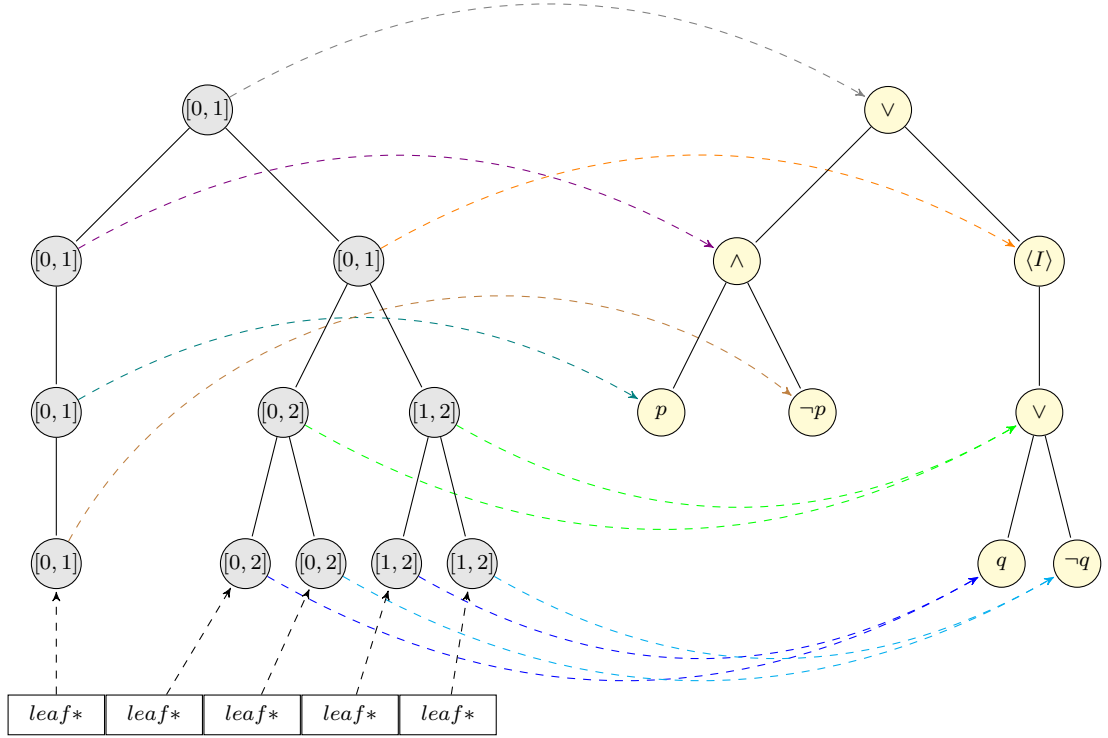 [0, 1] ∨
[0, 1] [0, 1] ∧ ⟨I⟩
[0, 1] [0, 2] [1, 2] p ¬p ∨
[0, 1] [0, 2] [0, 2] [1, 2] [1, 2] q ¬q
leaf∗ leaf∗ leaf∗ leaf∗ leaf∗